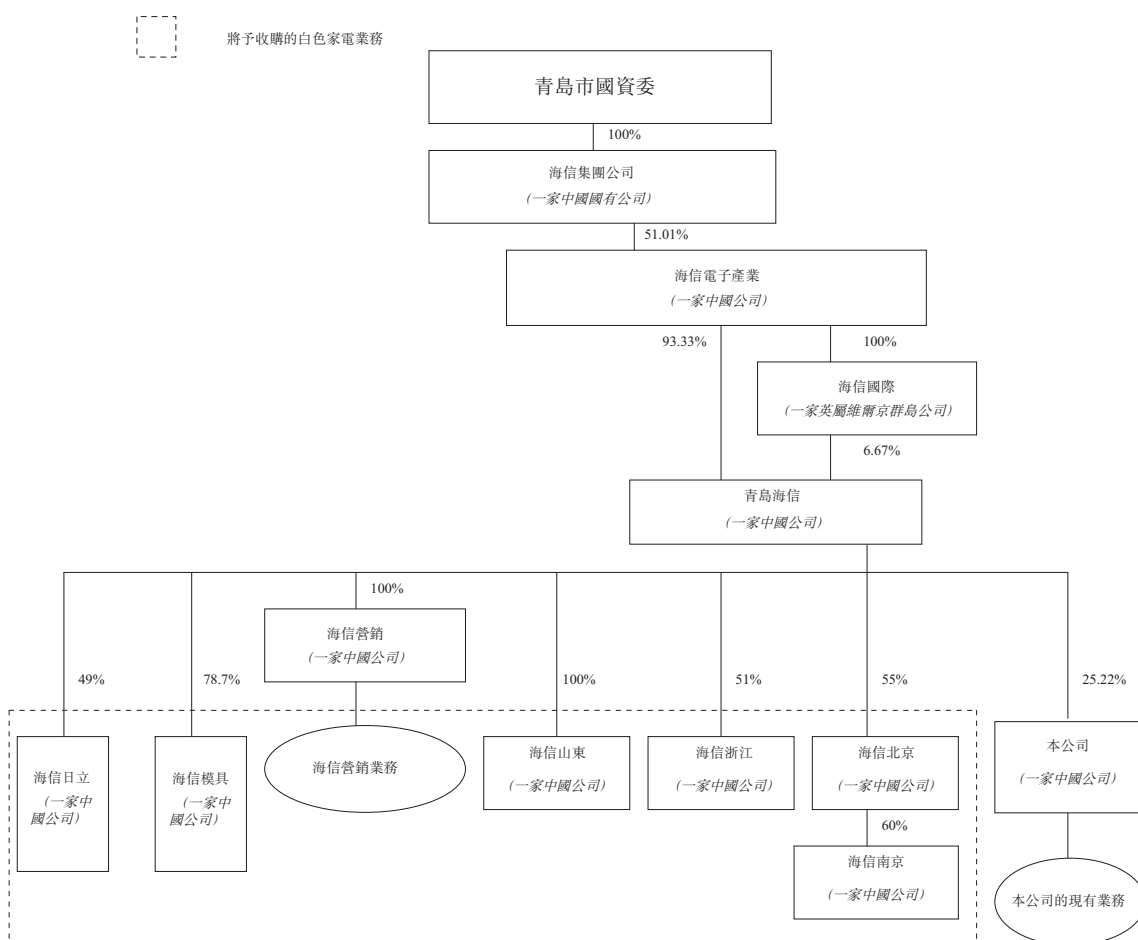 將予收購的白色家電業務
青島市國資委
100%
海信集團公司
(一家中國國有公司)
51.01%
海信電子產業
(一家中國公司)
93.33%
100%
海信國際
(一家英屬維爾京群島公司)
6.67%
青島海信
(一家中國公司)
100%
海信營銷
(一家中國公司)
49%
78.7%
100%
51%
55%
25.22%
海信日立
(一家中
國公司)
海信模具
(一家中
國公司)
海信營銷業務
海信山東
(一家中國公司)
海信浙江
(一家中國公司)
海信北京
(一家中國公司)
本公司
(一家中國公司)
60%
海信南京
(一家中國公司)
本公司的現有業務